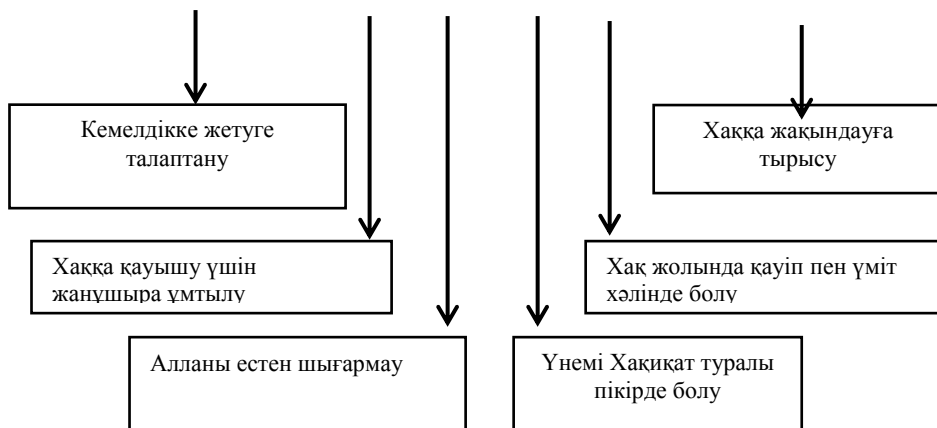 Кемелдікке жетуге
талаптану
Хаққа жақындауға
тырысу
Хаққа қауышу үшін
жанұшыра ұмтылу
Хақ жолында қауіп пен үміт
хәлінде болу
Алланы естен шығармау
Үнемі Хақиқат туралы
пікірде болу